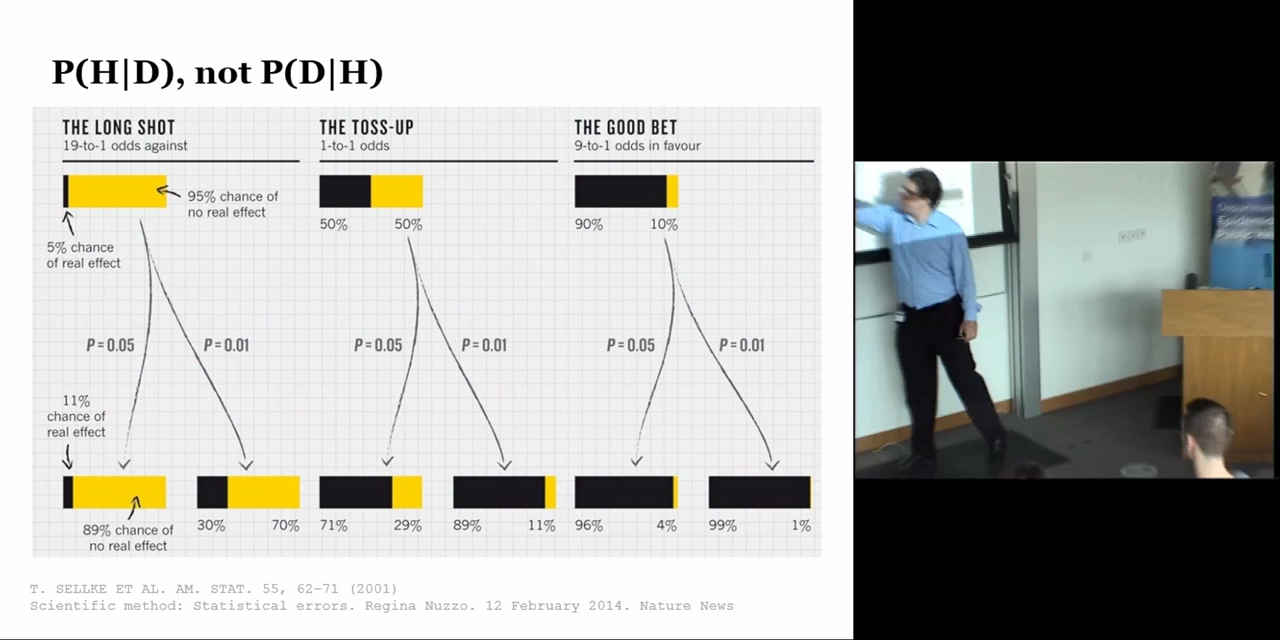 P(H|D), not P(D|H)
THE LONG SHOT
19-to-1 odds against
95% chance of
no real effect
5% chance
of real effect
P = 0.05
P = 0.01
11%
chance of
real effect
89% chance of
no real effect
30%
70%
THE TOSS-UP
1-to-1 odds
50%
50%
P = 0.05
P = 0.01
71%
29%
89%
11%
THE GOOD BET
9-to-1 odds in favour
90%
10%
P = 0.05
P = 0.01
96%
4%
99%
1%
T. SELLKE ET AL. AM. STAT. 55, 62–71 (2001)
Scientific method: Statistical errors. Regina Nuzzo. 12 February 2014. Nature News